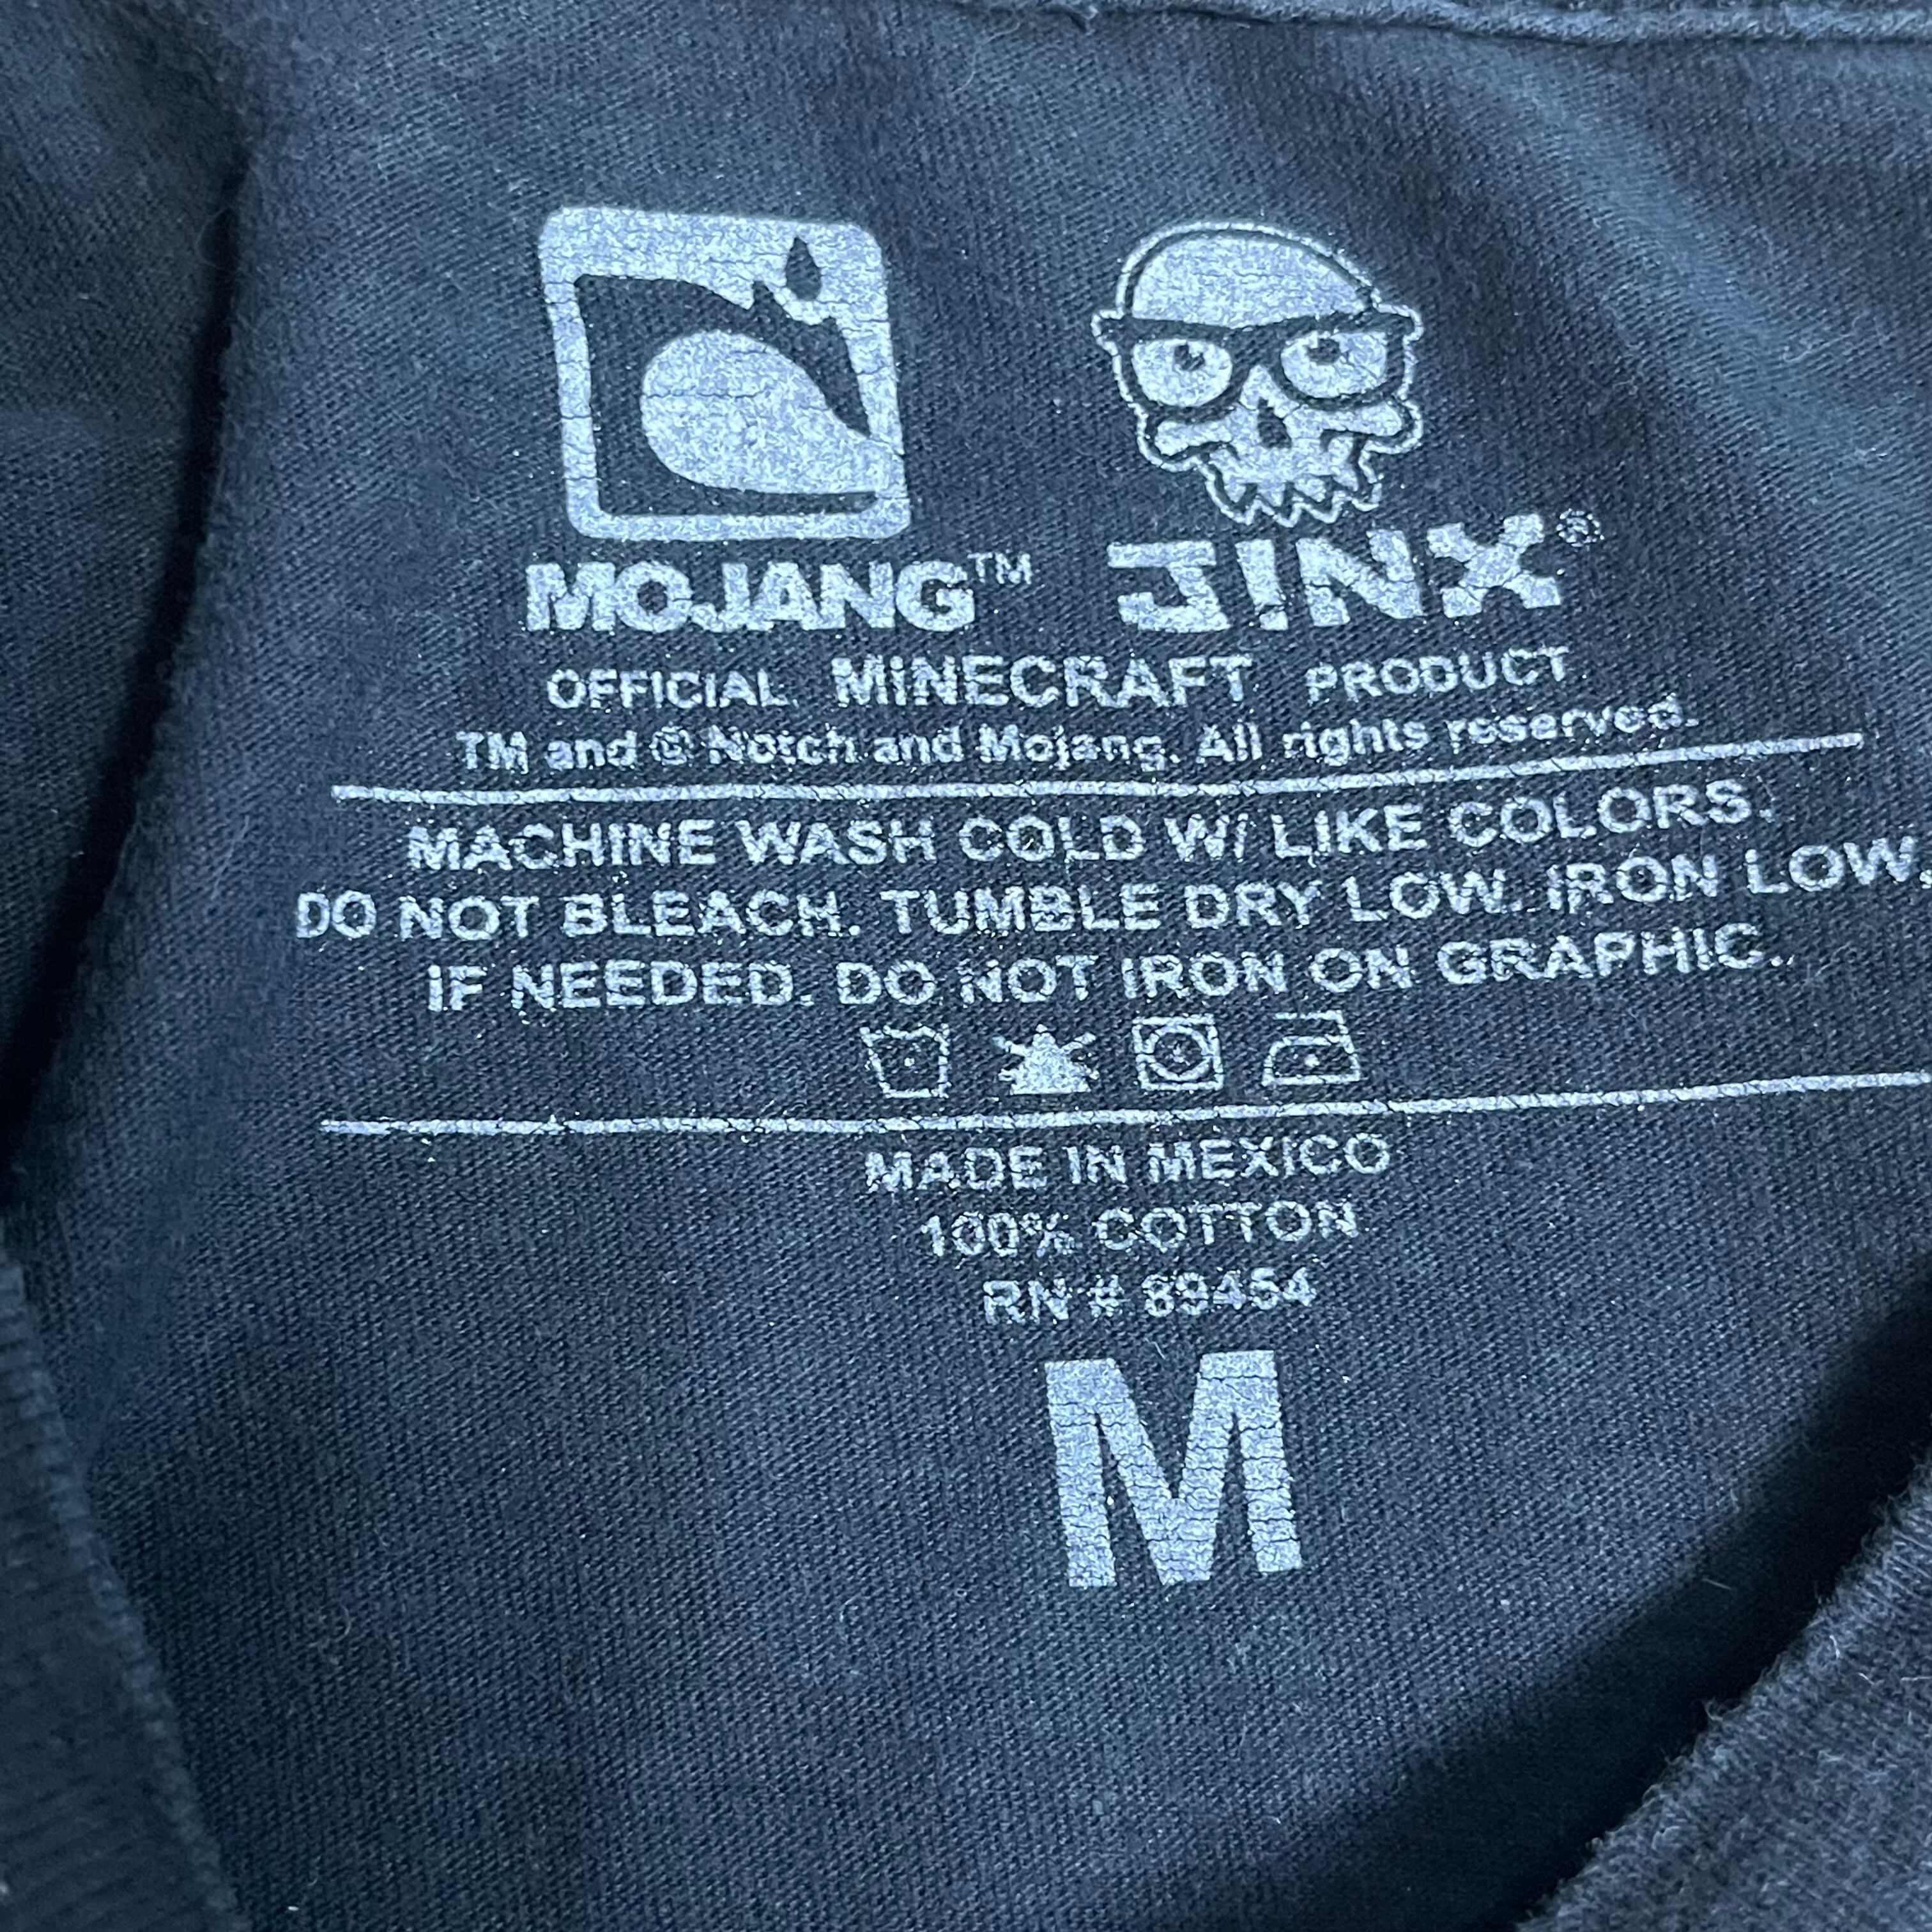 MOJANG™ J!NX®
OFFICIAL MINECRAFT PRODUCT
TM and © Notch and Mojang. All rights reserved.
MACHINE WASH COLD W/ LIKE COLORS.
DO NOT BLEACH. TUMBLE DRY LOW. IRON LOW,
IF NEEDED. DO NOT IRON ON GRAPHIC.
MADE IN MEXICO
100% COTTON
RN # 89454
M